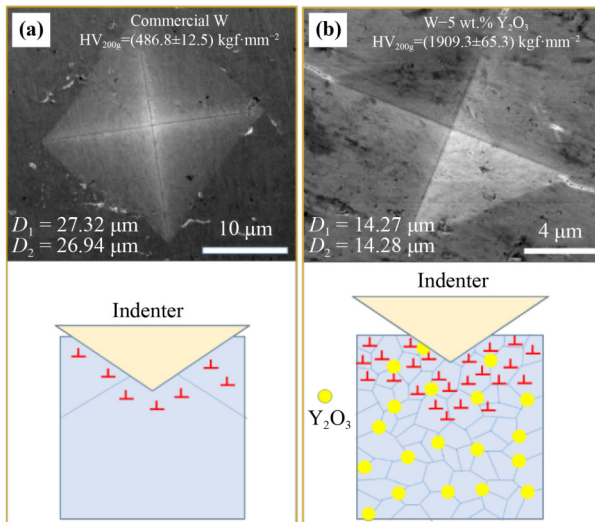 (a)
Commercial W
HV200g=(486.8±12.5) kgf·mm⁻²
D1 = 27.32 μm
D2 = 26.94 μm
10 μm
Indenter
(b)
W−5 wt.% Y2O3
HV200g=(1909.3±65.3) kgf·mm⁻²
D1 = 14.27 μm
D2 = 14.28 μm
4 μm
Indenter
Y2O3